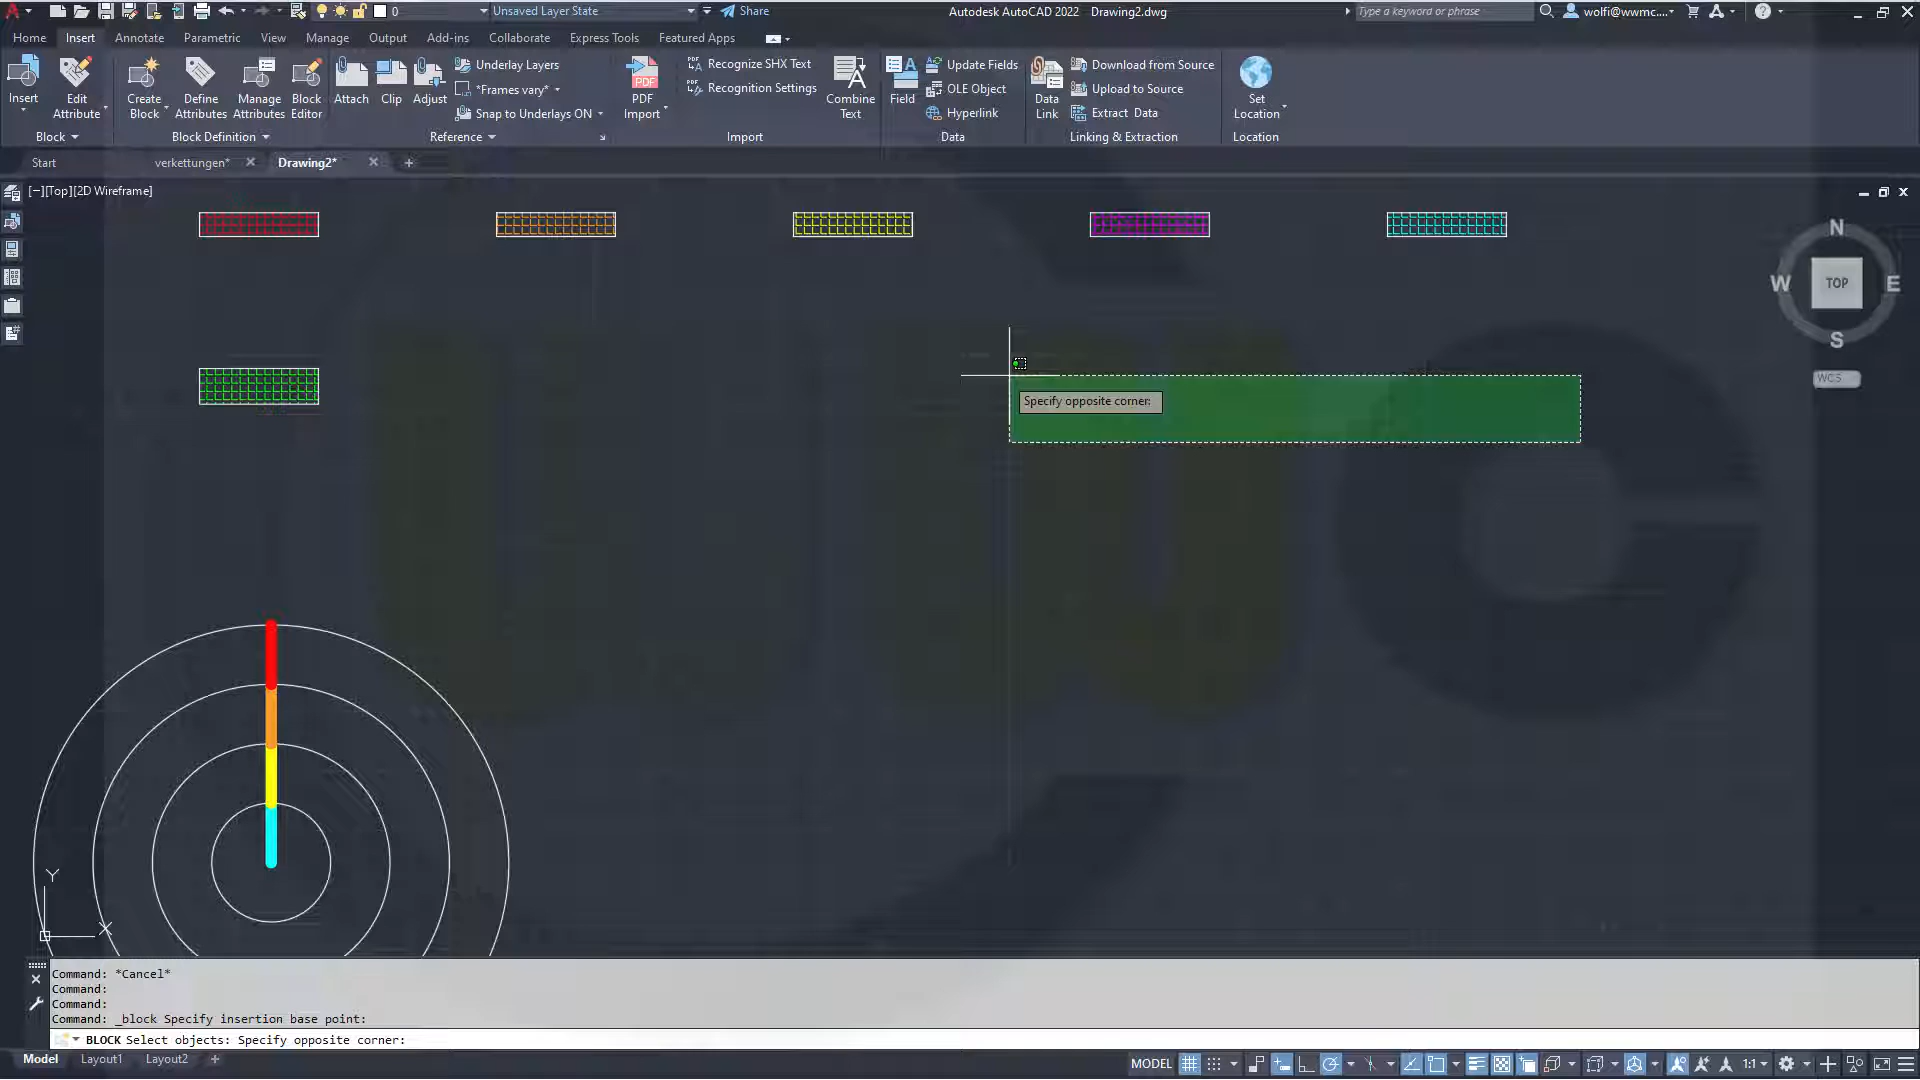 0
Unsaved Layer State
Share
Autodesk AutoCAD 2022 Drawing2.dwg
Type a keyword or phrase
wolfi@wwmc....
Home Insert Annotate Parametric View Manage Output Add-ins Collaborate Express Tools Featured Apps
Insert
Edit Attribute
Create Block
Define Attributes
Manage Attributes
Block Editor
Attach
Clip
Adjust
Underlay Layers
*Frames vary*
Snap to Underlays ON
PDF Import
Recognize SHX Text
Recognition Settings
Combine Text
Field
Update Fields
OLE Object
Hyperlink
Data Link
Download from Source
Upload to Source
Extract Data
Set Location
Block
Block Definition
Reference
Import
Data
Linking & Extraction
Location
Start verkettungen* Drawing2*
[−][Top][2D Wireframe]
N
W TOP E
S
WCS
Specify opposite corner:
Y
X
Command: *Cancel*
Command:
Command:
Command: _block Specify insertion base point:
BLOCK Select objects: Specify opposite corner:
Model Layout1 Layout2 +
MODEL
1:1